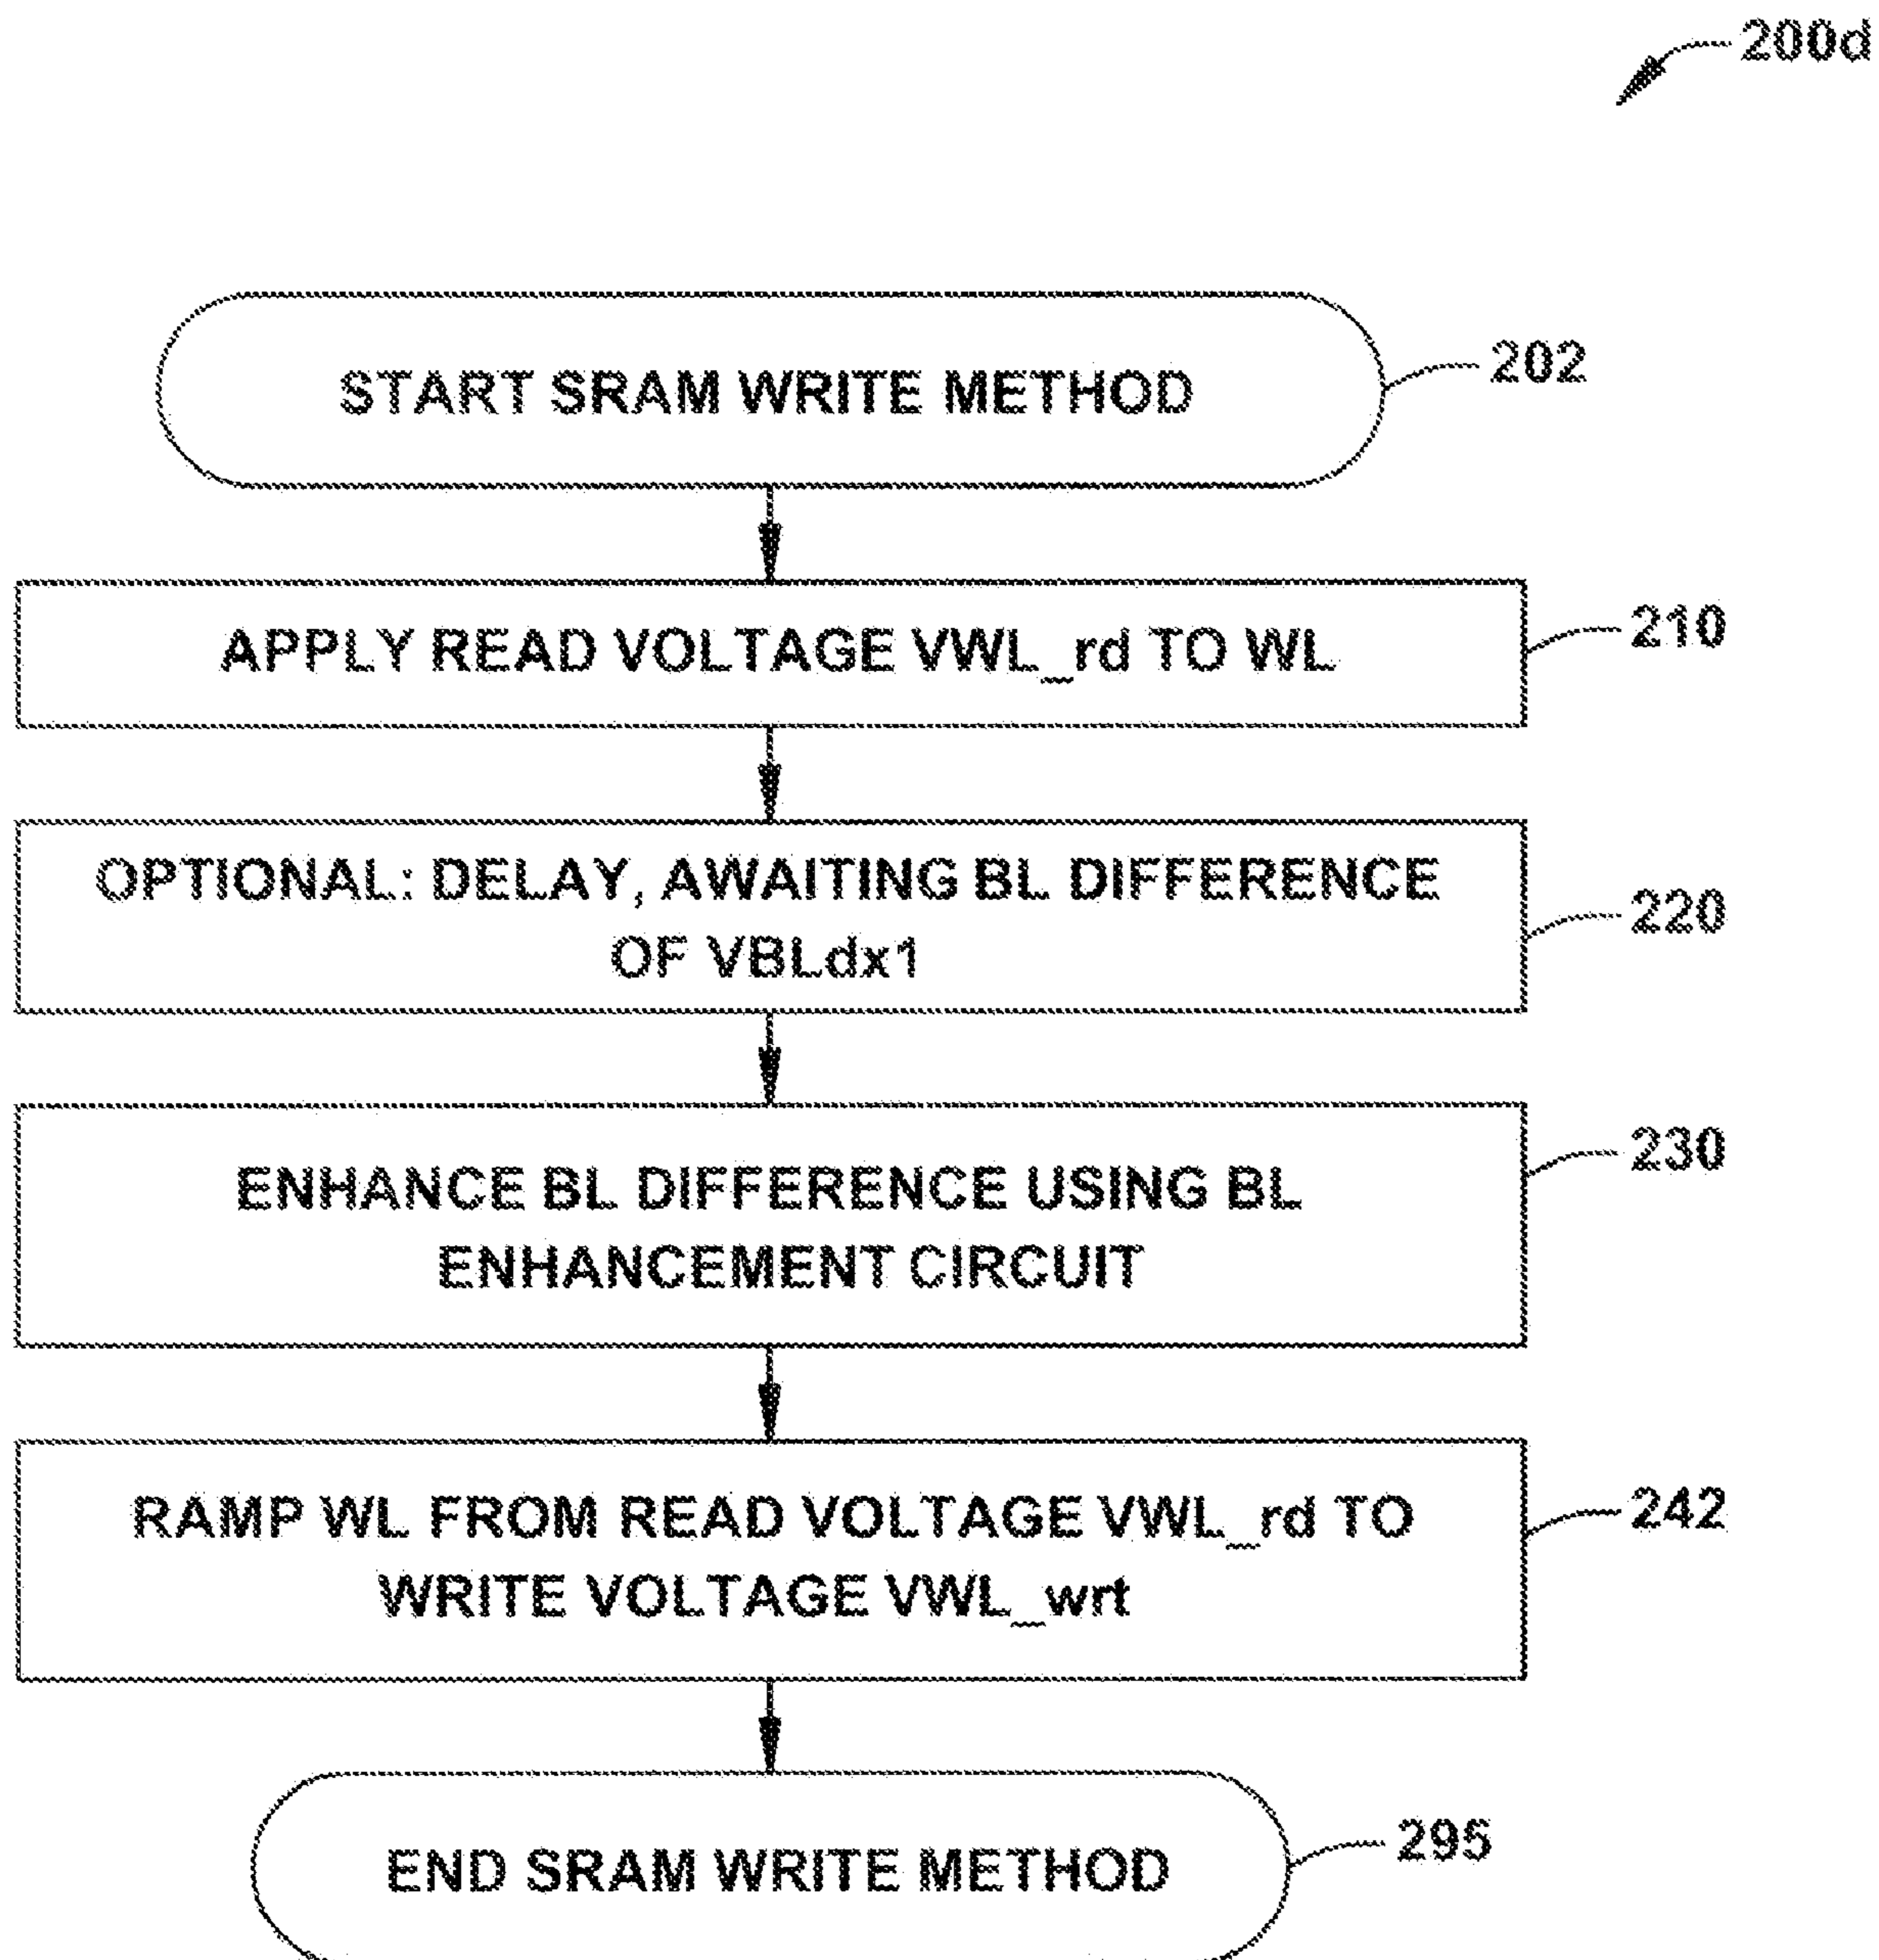 200d
START SRAM WRITE METHOD
202
APPLY READ VOLTAGE VWL_rd TO WL
210
OPTIONAL: DELAY, AWAITING BL DIFFERENCE
OF VBLdx1
220
ENHANCE BL DIFFERENCE USING BL
ENHANCEMENT CIRCUIT
230
RAMP WL FROM READ VOLTAGE VWL_rd TO
WRITE VOLTAGE VWL_wrt
242
END SRAM WRITE METHOD
295